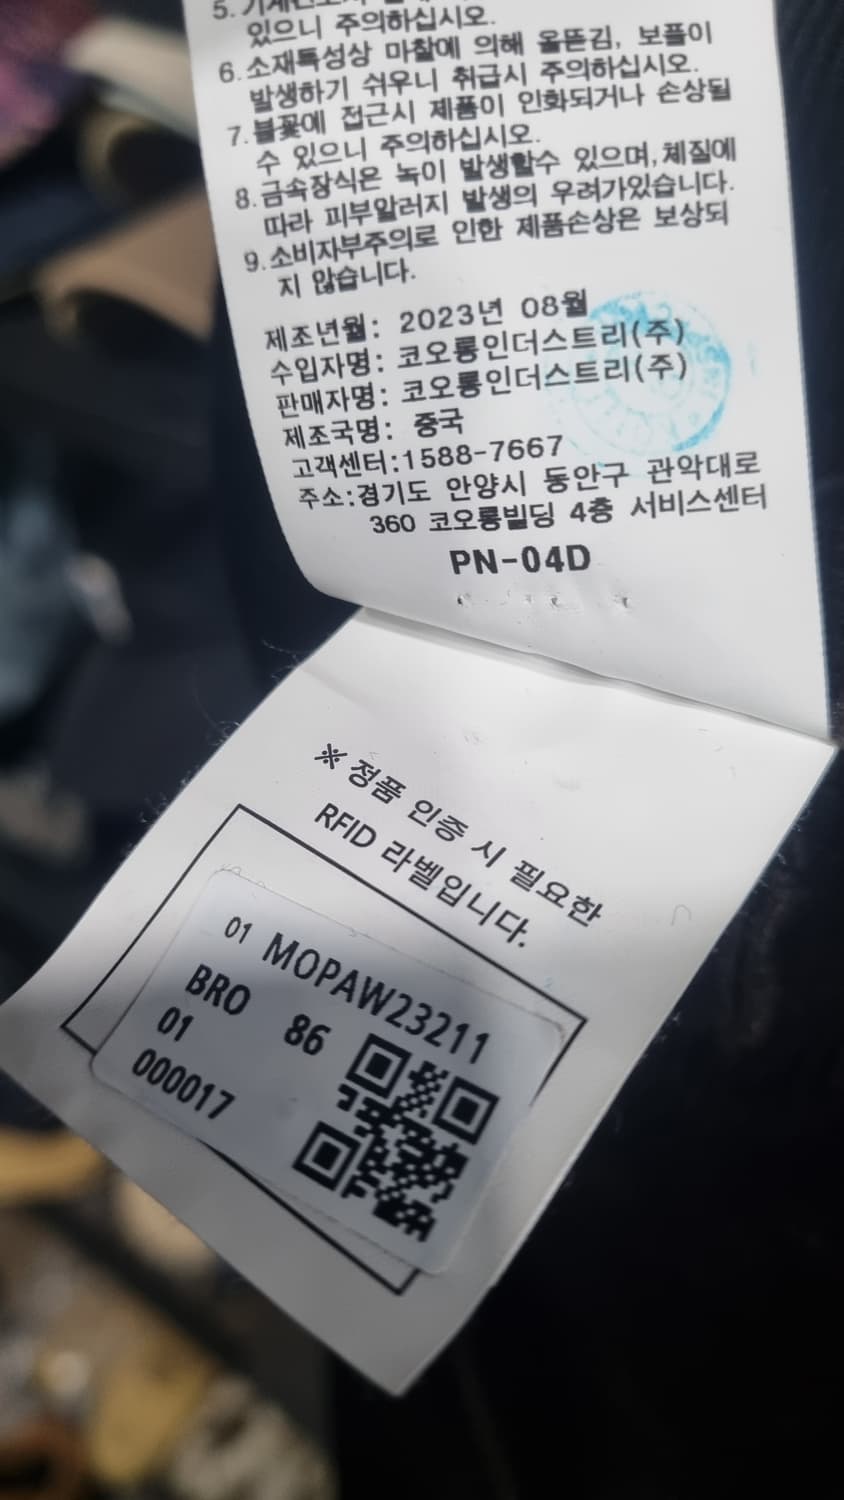 5.
있으니 주의하십시오.
6. 소재특성상 마찰에 의해 올뜯김, 보플이
발생하기 쉬우니 취급시 주의하십시오.
7. 불꽃에 접근시 제품이 인화되거나 손상될
수 있으니 주의하십시오.
8. 금속장식은 녹이 발생할수 있으며,체질에
따라 피부알러지 발생의 우려가있습니다.
9. 소비자부주의로 인한 제품손상은 보상되
지 않습니다.
제조년월: 2023년 08월
수입자명: 코오롱인더스트리(주)
판매자명: 코오롱인더스트리(주)
제조국명: 중국
고객센터:1588-7667
주소:경기도 안양시 동안구 관악대로
360 코오롱빌딩 4층 서비스센터
PN-04D
※ 정품 인증 시 필요한
RFID 라벨입니다.
01 MOPAW23211
BRO 86
01
000017